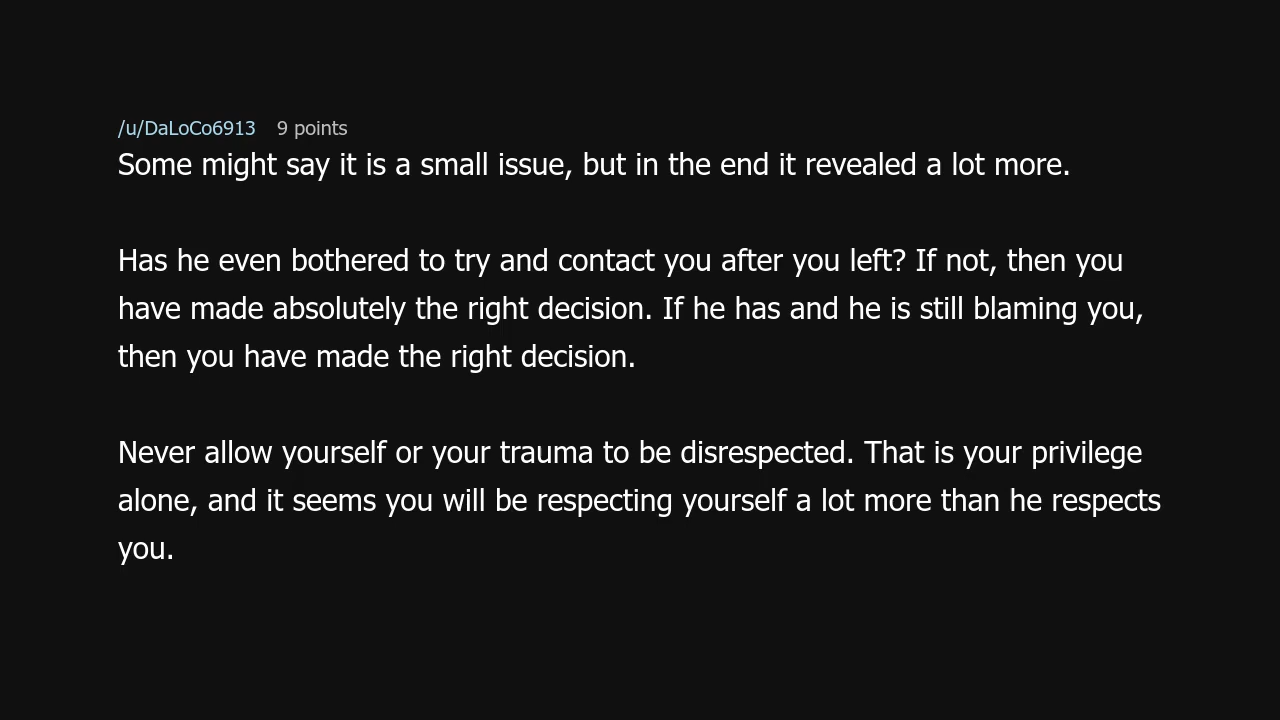 /u/DaLoCo6913 9 points
Some might say it is a small issue, but in the end it revealed a lot more.
Has he even bothered to try and contact you after you left? If not, then you
have made absolutely the right decision. If he has and he is still blaming you,
then you have made the right decision.
Never allow yourself or your trauma to be disrespected. That is your privilege
alone, and it seems you will be respecting yourself a lot more than he respects
you.